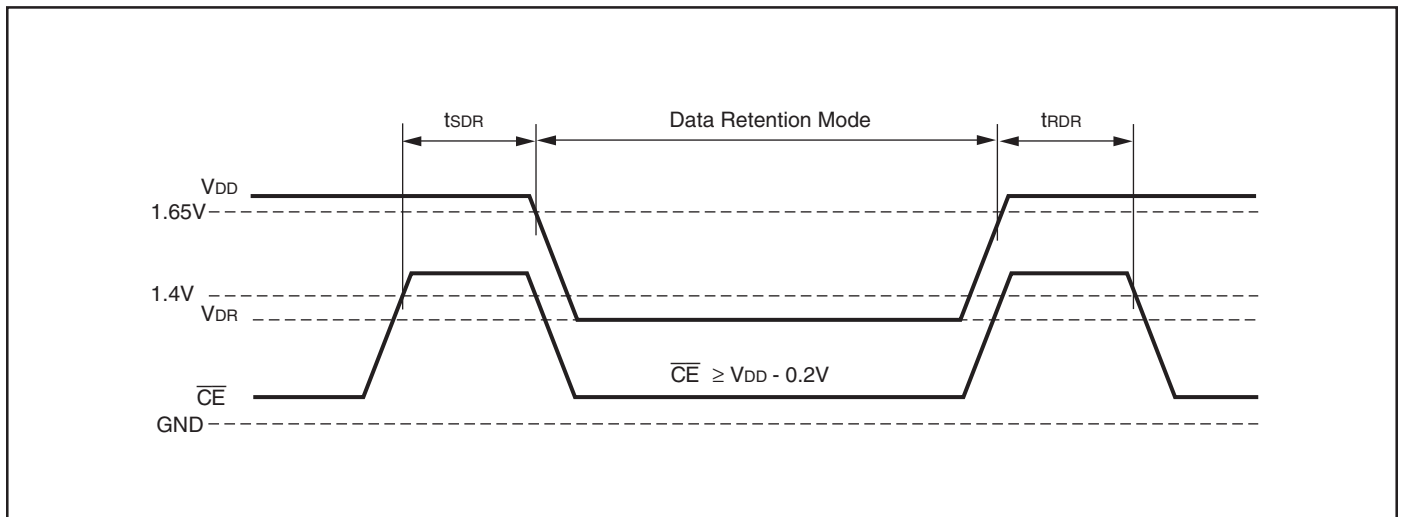 tSDR Data Retention Mode tRDR
VDD
1.65V
1.4V
VDR
CE ≥ VDD - 0.2V
CE
GND